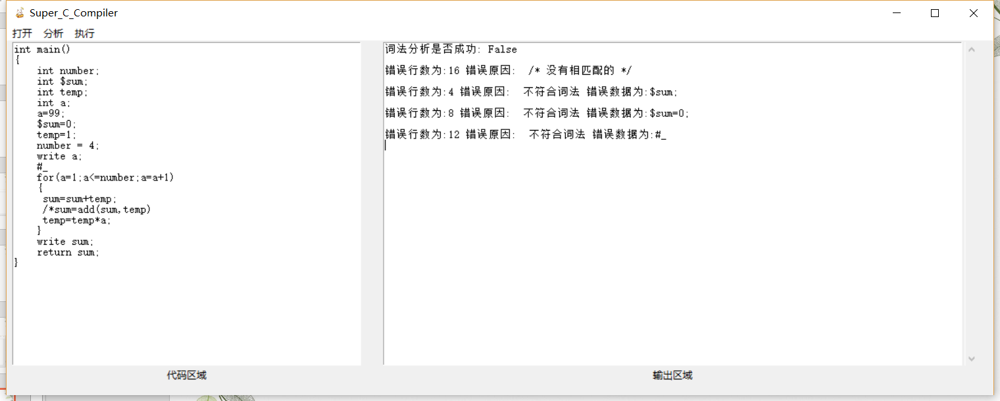 Super_C_Compiler
打开 分析 执行
int main()
{
int number;
int $sum;
int temp;
int a;
a=99;
$sum=0;
temp=1;
number = 4;
write a;
#_
for(a=1;a<=number;a=a+1)
{
sum=sum+temp;
/*sum=add(sum,temp)
temp=temp*a;
}
write sum;
return sum;
}
词法分析是否成功: False
错误行数为:16 错误原因: /* 没有相匹配的 */
错误行数为:4 错误原因: 不符合词法 错误数据为:$sum;
错误行数为:8 错误原因: 不符合词法 错误数据为:$sum=0;
错误行数为:12 错误原因: 不符合词法 错误数据为:#_
代码区域
输出区域